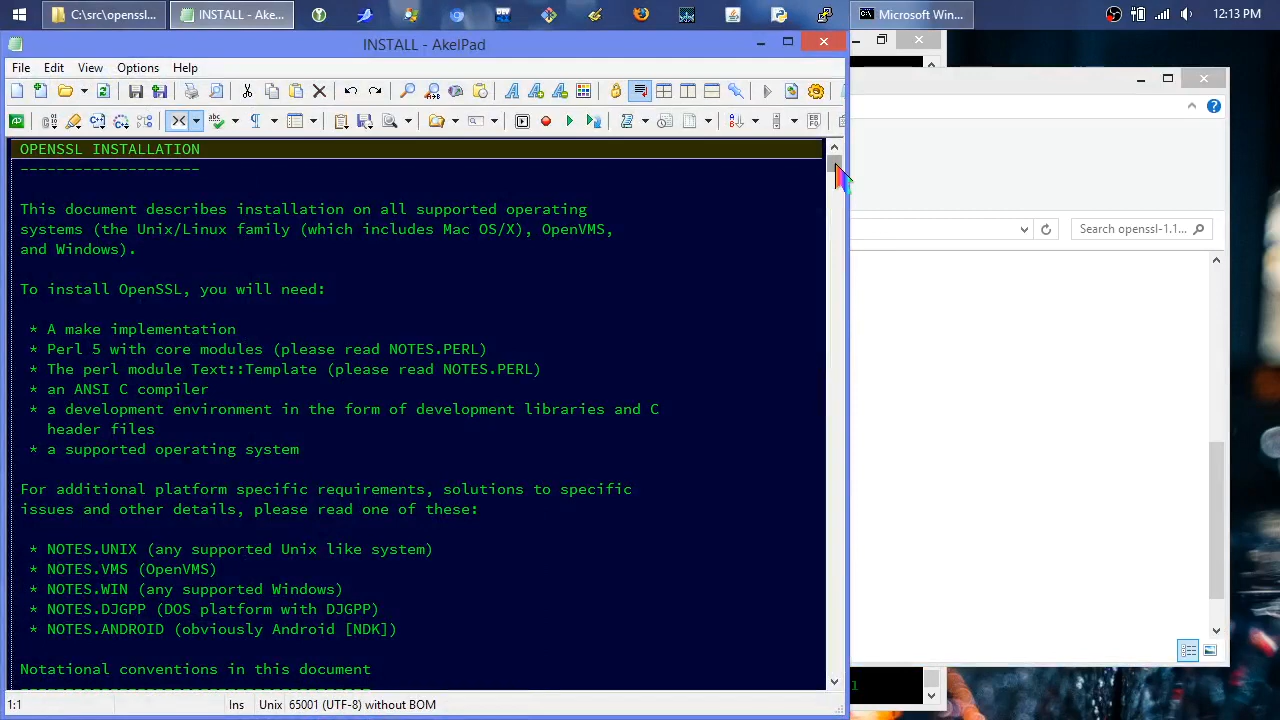 C:\src\openssl...
INSTALL - Ake...
Microsoft Win...
12:13 PM
INSTALL - AkelPad
File Edit View Options Help
Search openssl-1.1...
OPENSSL INSTALLATION
--------------------
This document describes installation on all supported operating
systems (the Unix/Linux family (which includes Mac OS/X), OpenVMS,
and Windows).
To install OpenSSL, you will need:
* A make implementation
* Perl 5 with core modules (please read NOTES.PERL)
* The perl module Text::Template (please read NOTES.PERL)
* an ANSI C compiler
* a development environment in the form of development libraries and C
header files
* a supported operating system
For additional platform specific requirements, solutions to specific
issues and other details, please read one of these:
* NOTES.UNIX (any supported Unix like system)
* NOTES.VMS (OpenVMS)
* NOTES.WIN (any supported Windows)
* NOTES.DJGPP (DOS platform with DJGPP)
* NOTES.ANDROID (obviously Android [NDK])
Notational conventions in this document
1:1 Ins Unix 65001 (UTF-8) without BOM